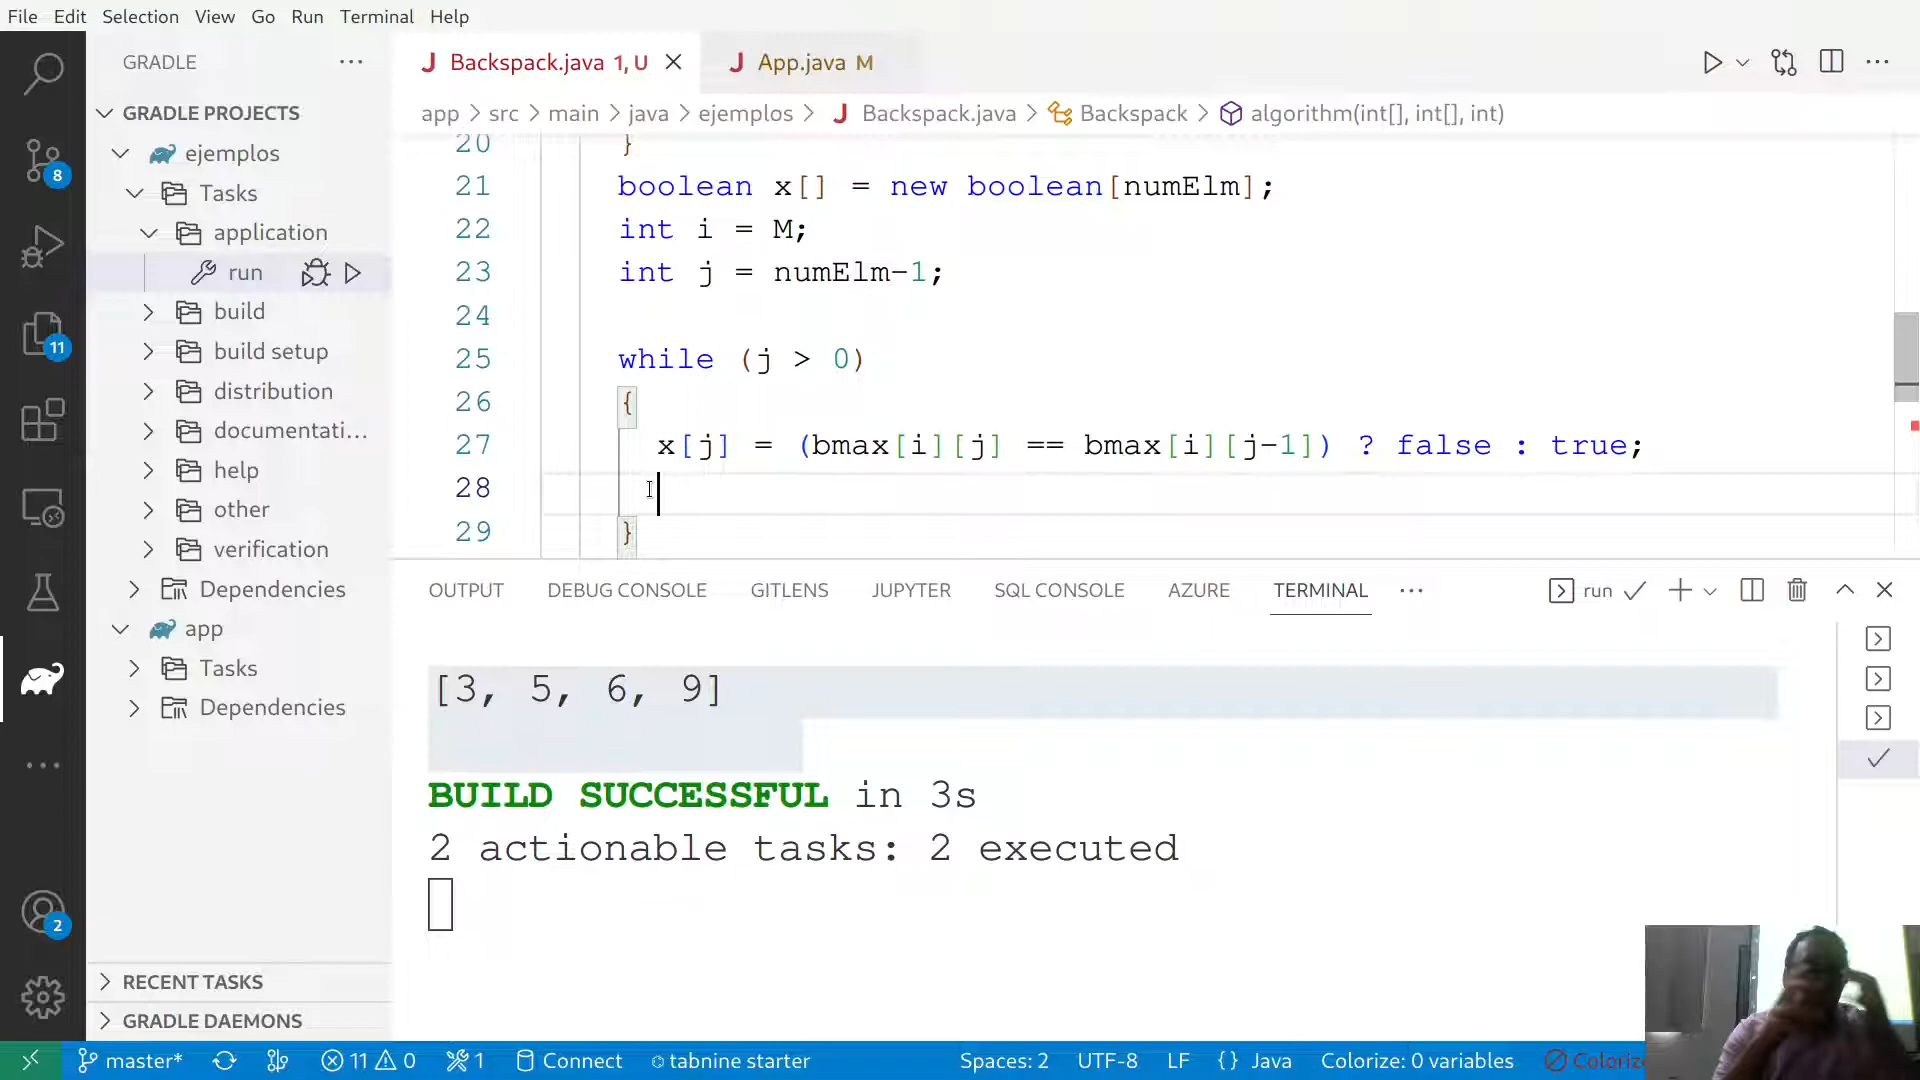 File Edit Selection View Go Run Terminal Help
GRADLE
Backspack.java 1, U
App.java M
app > src > main > java > ejemplos > Backspack.java > Backspack > algorithm(int[], int[], int)
GRADLE PROJECTS
ejemplos
Tasks
application
run
build
build setup
distribution
documentati...
help
other
verification
Dependencies
app
Tasks
Dependencies
RECENT TASKS
GRADLE DAEMONS
8
11
2
20 }
21 boolean x[] = new boolean[numElm];
22 int i = M;
23 int j = numElm-1;
24
25 while (j > 0)
26 {
27 x[j] = (bmax[i][j] == bmax[i][j-1]) ? false : true;
28
29 }
OUTPUT DEBUG CONSOLE GITLENS JUPYTER SQL CONSOLE AZURE TERMINAL ... run
[3, 5, 6, 9]
BUILD SUCCESSFUL in 3s
2 actionable tasks: 2 executed
master* 11 0 1 Connect tabnine starter Spaces: 2 UTF-8 LF {} Java Colorize: 0 variables